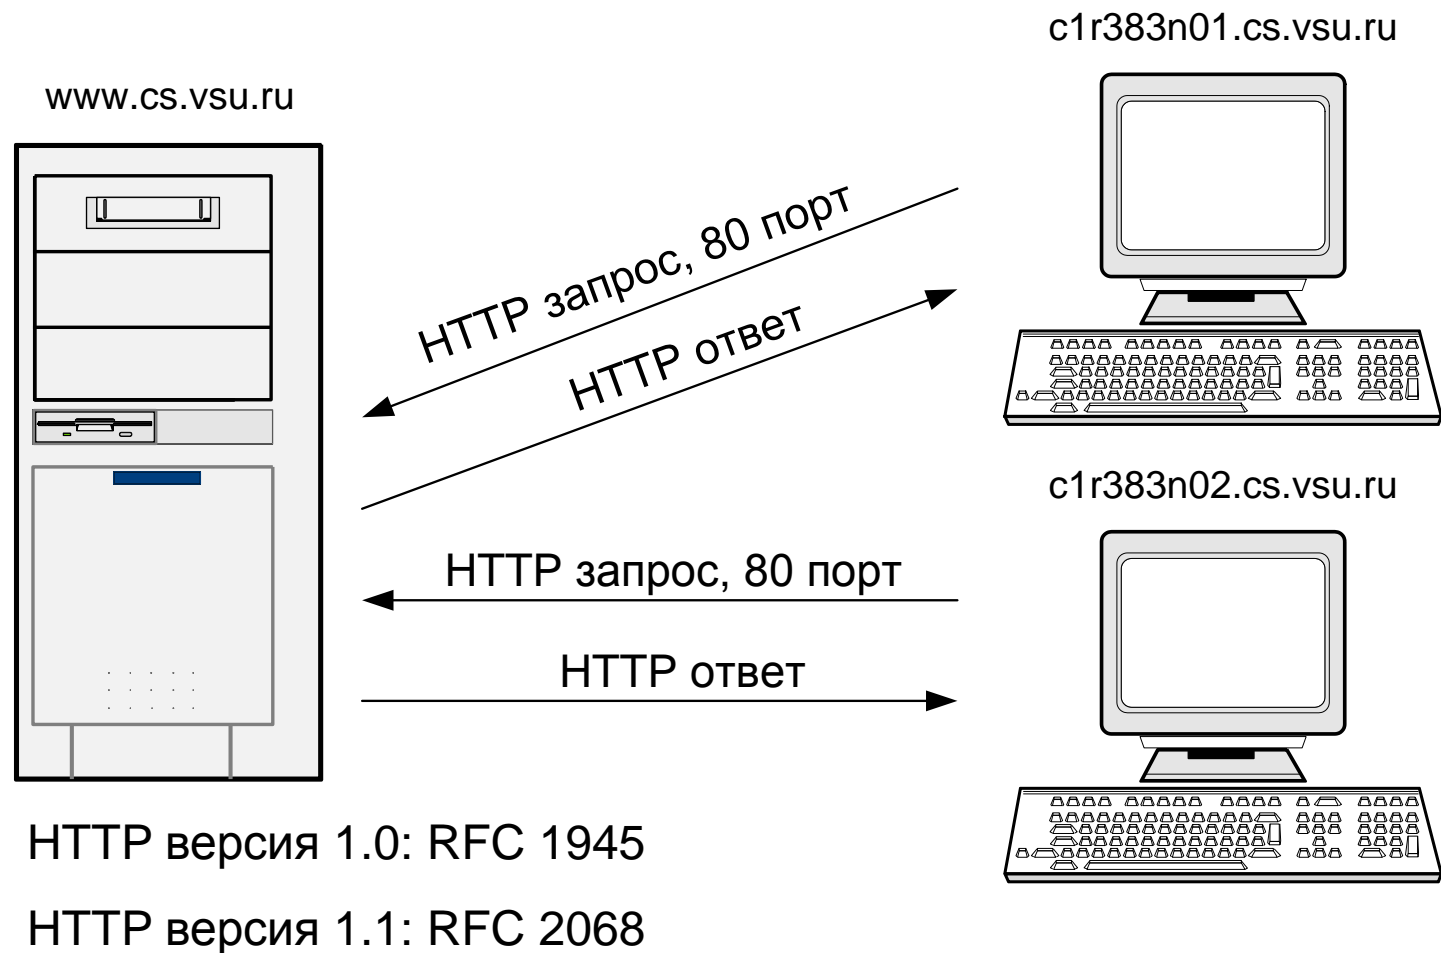 c1r383n01.cs.vsu.ru
www.cs.vsu.ru
HTTP запрос, 80 порт
HTTP ответ
c1r383n02.cs.vsu.ru
HTTP запрос, 80 порт
HTTP ответ
HTTP версия 1.0: RFC 1945
HTTP версия 1.1: RFC 2068